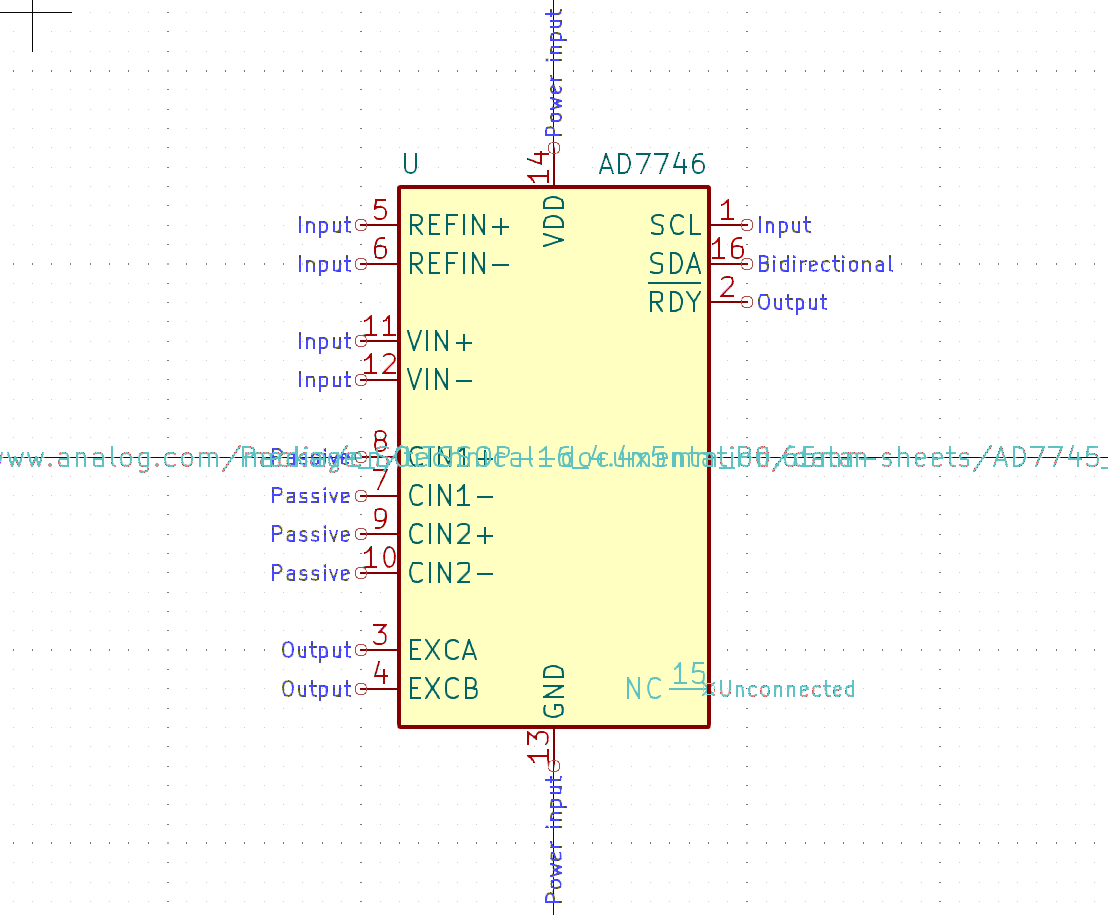 Power input
14
U
AD7746
VDD
Input 5 REFIN+
SCL 1 Input
Input 6 REFIN-
SDA 16 Bidirectional
RDY 2 Output
Input 11 VIN+
Input 12 VIN-
www.analog.com/
8 CIN1+
data-sheets/AD7745_
Passive 7 CIN1-
Passive 9 CIN2+
Passive 10 CIN2-
Output 3 EXCA
Output 4 EXCB
NC 15 Unconnected
GND
13
Power input